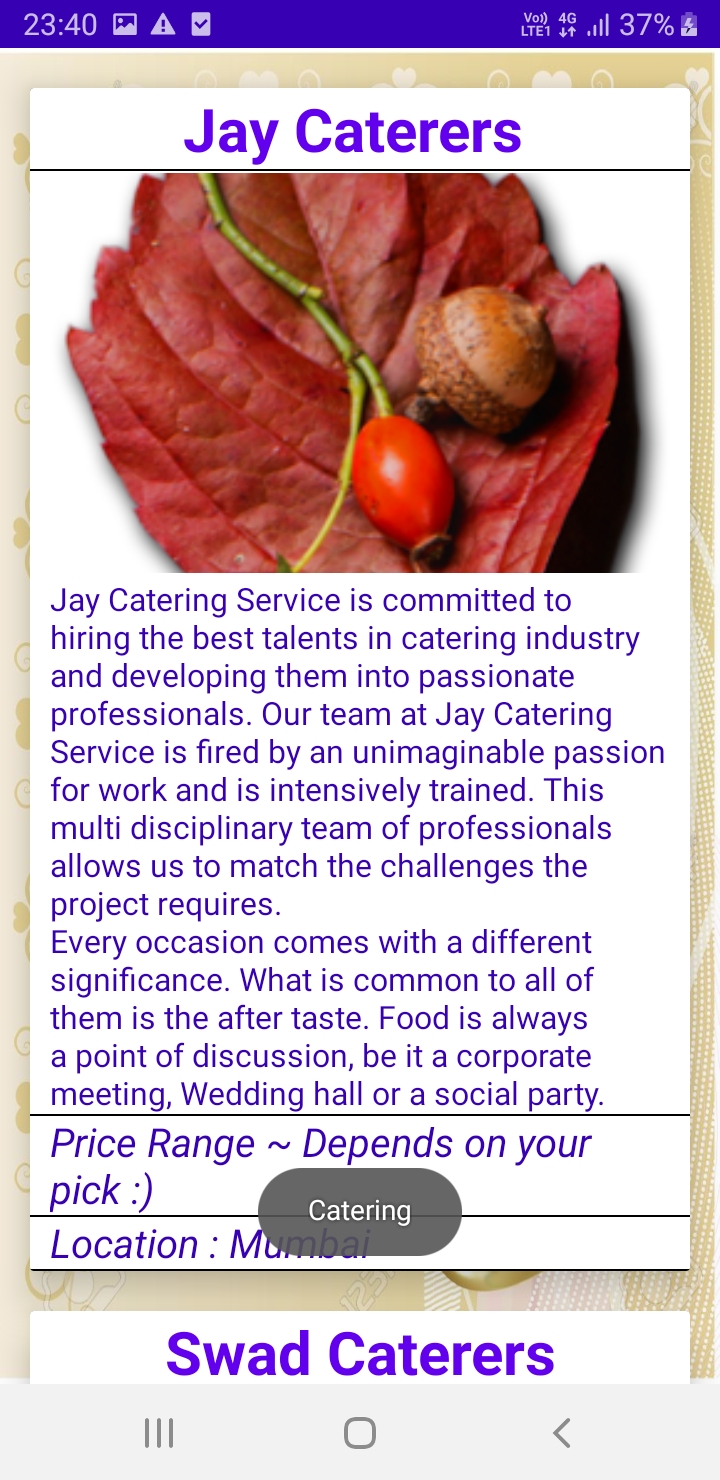 23:40
Vo)) LTE1 4G 37%
Jay Caterers
Jay Catering Service is committed to
hiring the best talents in catering industry
and developing them into passionate
professionals. Our team at Jay Catering
Service is fired by an unimaginable passion
for work and is intensively trained. This
multi disciplinary team of professionals
allows us to match the challenges the
project requires.
Every occasion comes with a different
significance. What is common to all of
them is the after taste. Food is always
a point of discussion, be it a corporate
meeting, Wedding hall or a social party.
Price Range ~ Depends on your
pick :)
Catering
Location : Mumbai
Swad Caterers